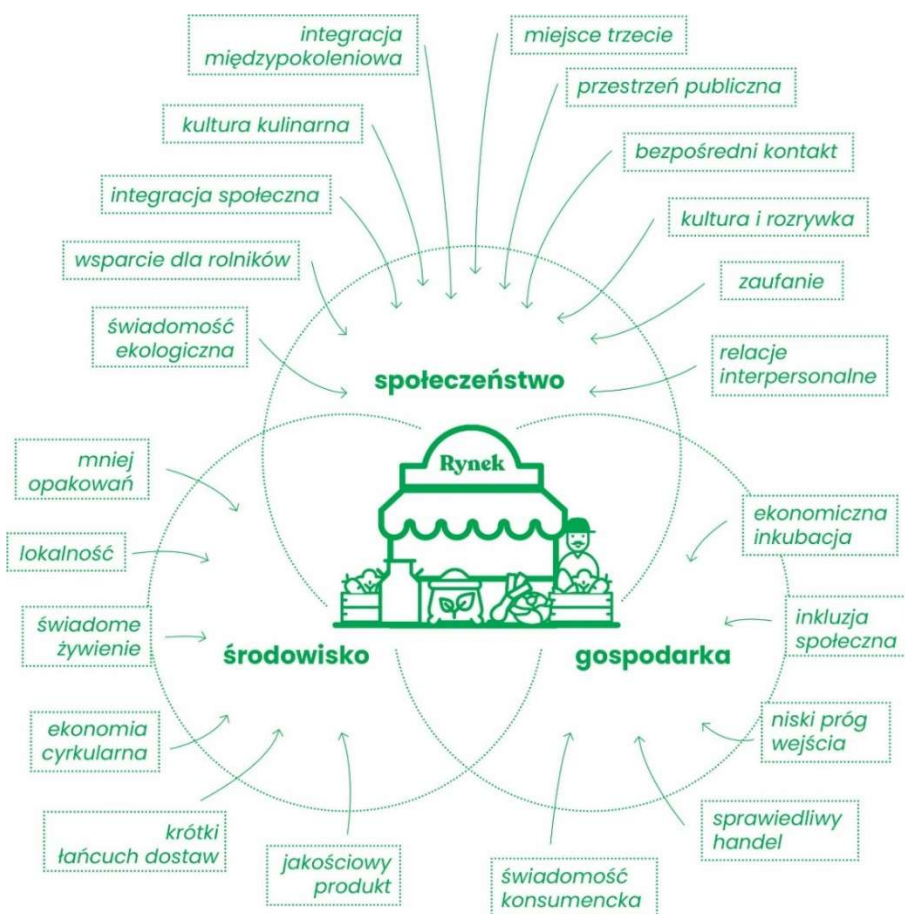 integracja
międzypokoleniowa
miejsce trzecie
przestrzeń publiczna
kultura kulinarna
bezpośredni kontakt
integracja społeczna
kultura i rozrywka
wsparcie dla rolników
zaufanie
świadomość
ekologiczna
relacje
interpersonalne
społeczeństwo
Rynek
mniej
opakowań
ekonomiczna
inkubacja
lokalność
świadome
żywienie
inkluzja
społeczna
środowisko
gospodarka
ekonomia
cyrkularna
niski próg
wejścia
krótki
łańcuch dostaw
sprawiedliwy
handel
jakościowy
produkt
świadomość
konsumencka